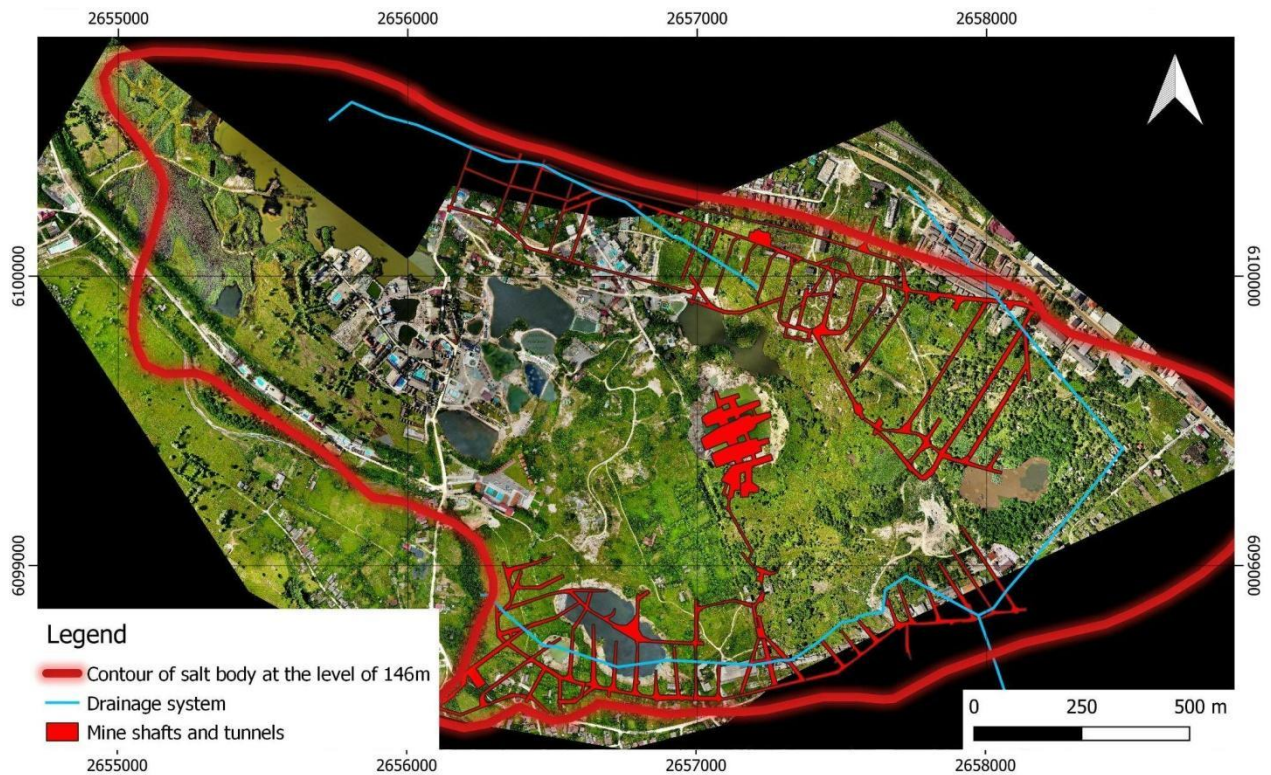 2655000 2656000 2657000 2658000
6100000 6100000
6099000 6099000
Legend
Contour of salt body at the level of 146m
Drainage system
Mine shafts and tunnels
0 250 500 m
2655000 2656000 2657000 2658000